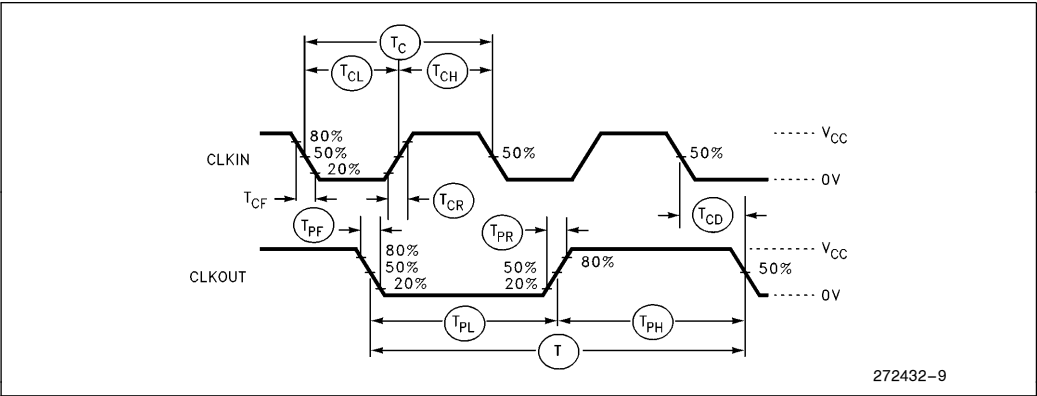 TC
TCL TCH
80% VCC
CLKIN 50% 50% 50%
20% 0V
TCF TCR TCD
TPF TPR
80% 80% VCC
CLKOUT 50% 50% 50%
20% 20% 0V
TPL TPH
T
272432–9